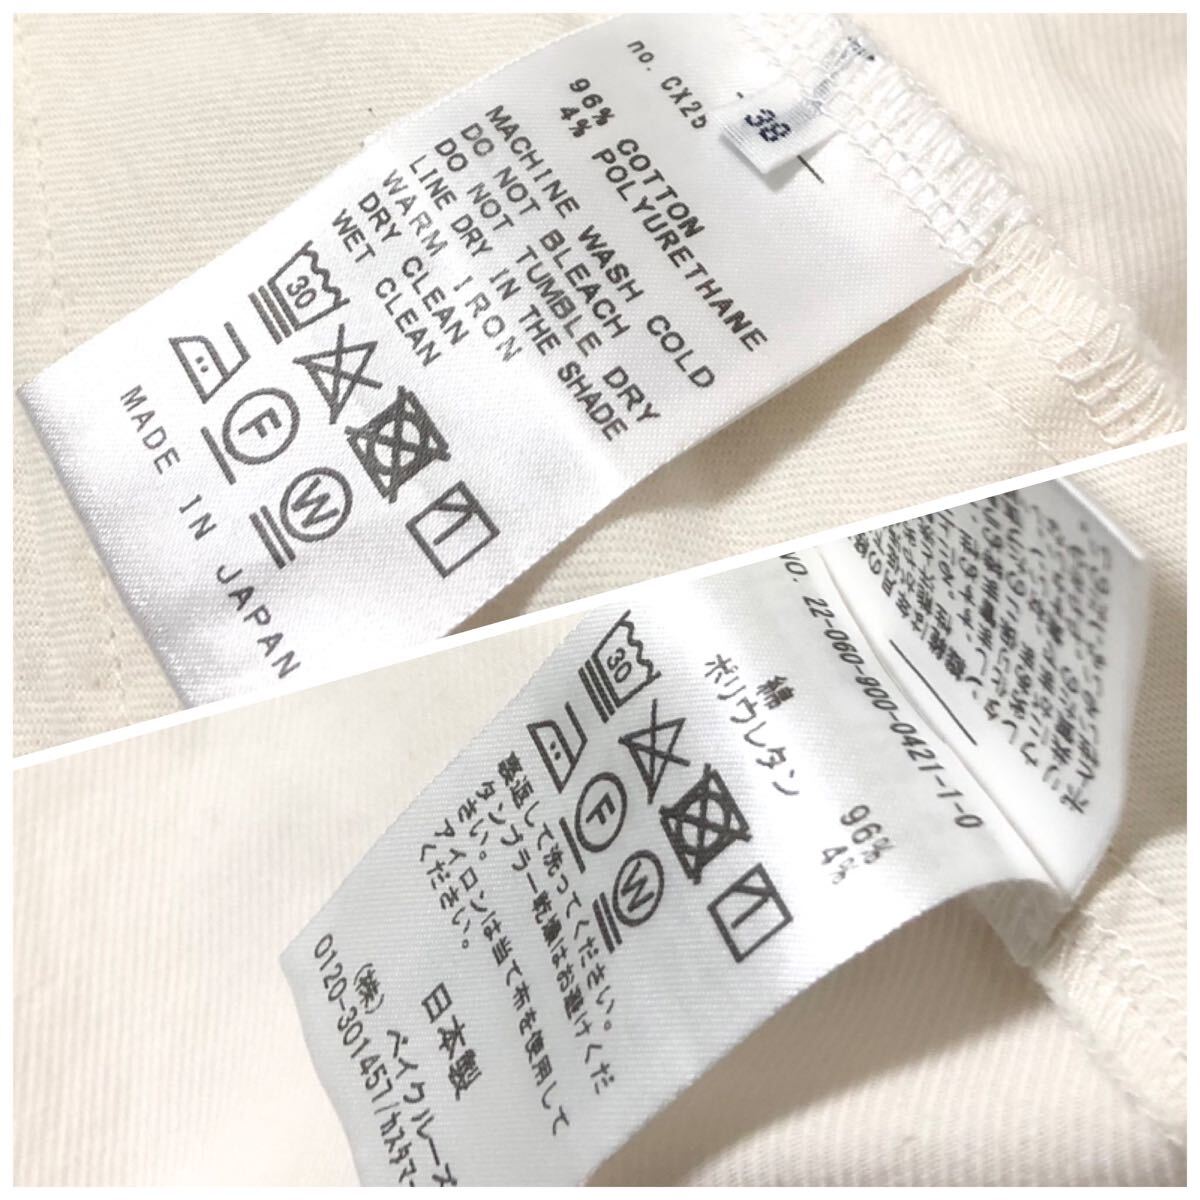 no. CX25
38
96% COTTON
4% POLYURETHANE
MACHINE WASH COLD
DO NOT BLEACH
DO NOT TUMBLE DRY
LINE DRY IN THE SHADE
WARM IRON
DRY CLEAN
WET CLEAN
30
F
W
MADE IN JAPAN
NO. 22-060-900-0421-1-0
綿 96%
ポリウレタン 4%
30
F
W
裏返して洗ってください。
タンブラー乾燥はお避けくだ
さい。
アイロンは当て布を使用して
ください。
日本製
(株)ベイクルーズ
0120-301457/カスタマー